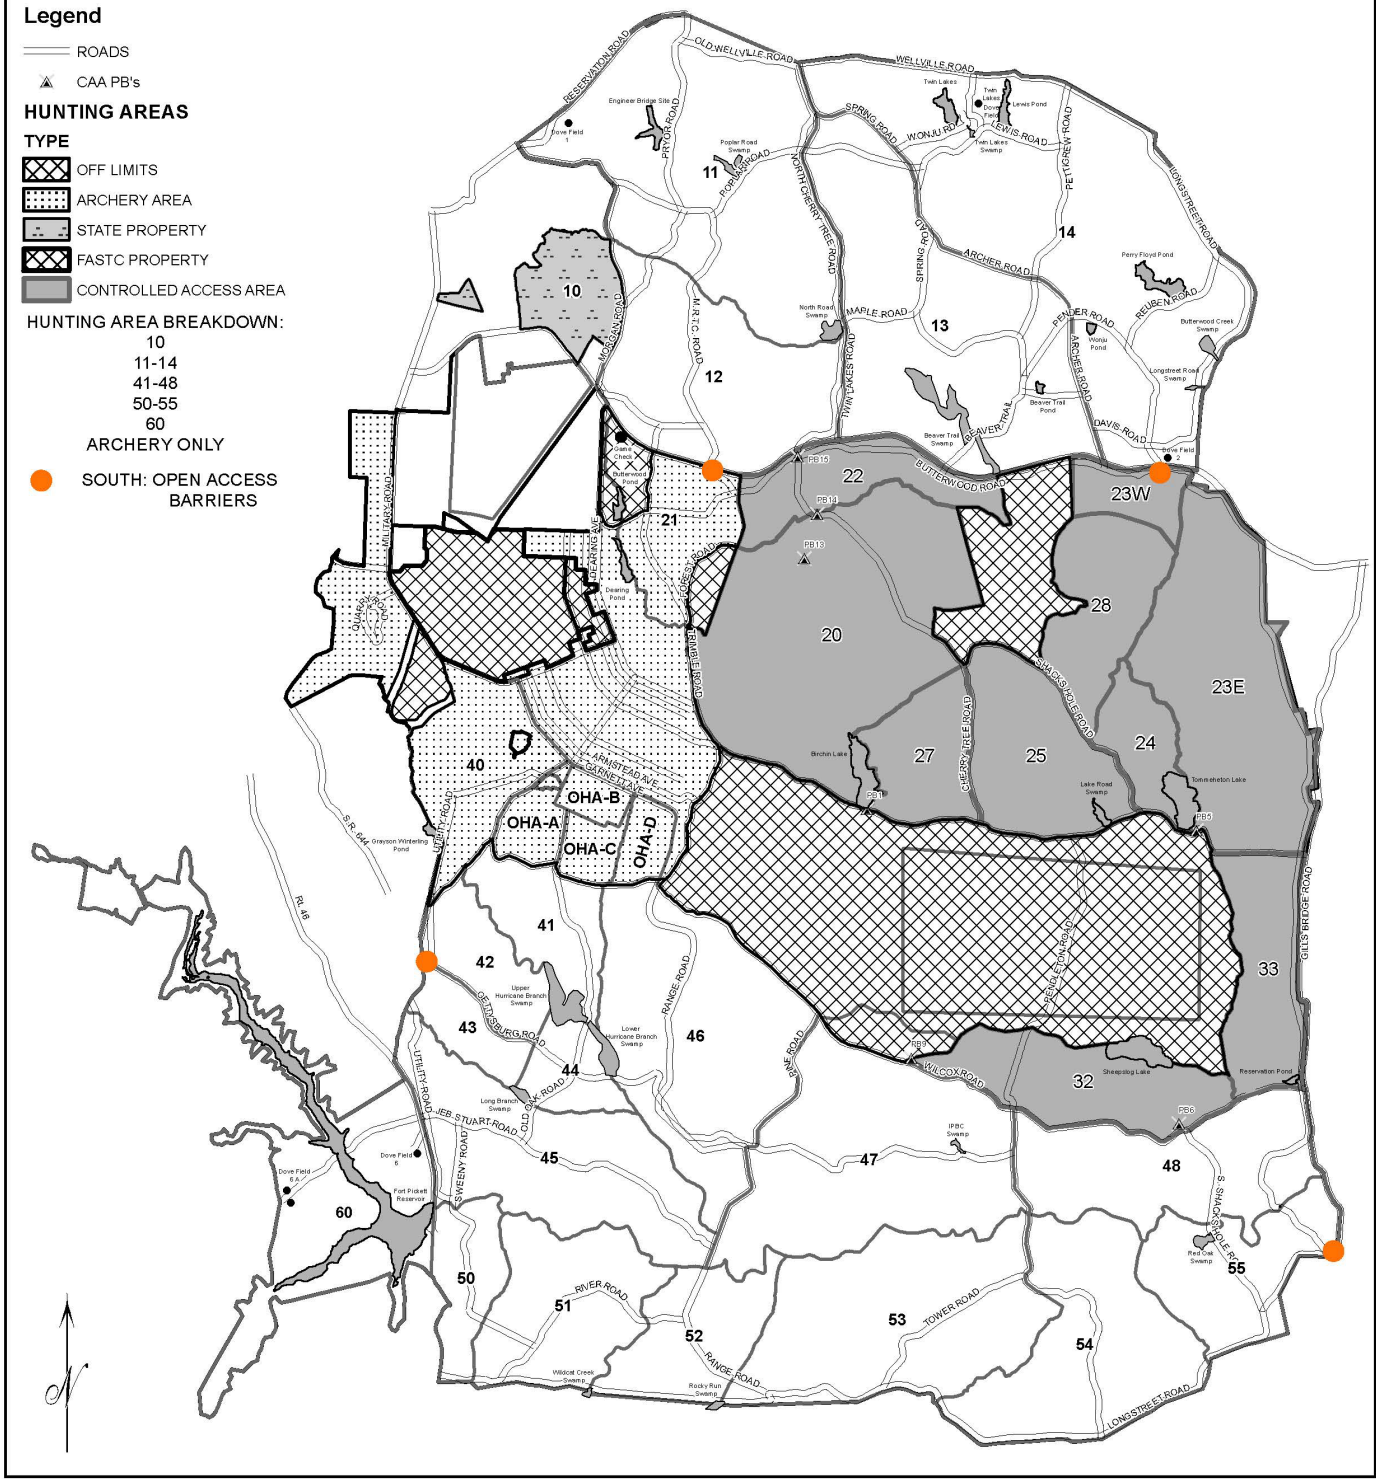 Legend
ROADS
CAA PB's
HUNTING AREAS
TYPE
OFF LIMITS
ARCHERY AREA
STATE PROPERTY
FASTC PROPERTY
CONTROLLED ACCESS AREA
HUNTING AREA BREAKDOWN:
10
11-14
41-48
50-55
60
ARCHERY ONLY
SOUTH: OPEN ACCESS
BARRIERS
RESERVATION ROAD
OLD WELLVILLE ROAD
WELLVILLE ROAD
Engineer Bridge Site
Dove Field
1
PRYOR ROAD
Poplar Road
Swamp
11
POPLAR ROAD
NORTH CHERRY TREE ROAD
SPRING ROAD
Twin Lakes
Twin
Lakes
Dove
Field
Lewis Pond
WONJU RD
LEWIS ROAD
Twin Lakes
Swamp
PETTIGREW ROAD
LONGSTREET ROAD
14
SPRING ROAD
ARCHER ROAD
Perry Floyd Pond
REUBEN ROAD
PENDER ROAD
Wonju
Pond
Butterwood Creek
Swamp
Longstreet Road
Swamp
10
MORGAN ROAD
M.R.T.C. ROAD
North Road
Swamp
MAPLE ROAD
13
12
TWIN LAKES ROAD
ARCHER ROAD
Beaver Trail
Pond
Beaver Trail
Swamp
BEAVER TRAIL
DAVIS ROAD
Dove Field
2
Game
Check
Butterwood
Pond
PB15
22
BUTTERWOOD ROAD
23W
PB14
21
PB13
MILITARY ROAD
DEARING AVE
FOREST ROAD
Dearing
Pond
QUARRY ROAD
TRIMBLE ROAD
20
28
SHACKS HOLE ROAD
23E
CHERRY TREE ROAD
27
25
24
Birchin Lake
PB1
Lake Road
Swamp
Tommeheton Lake
PB5
40
ARMSTEAD AVE
GARNETT AVE
OHA-B
OHA-A
OHA-C
OHA-D
UTILITY ROAD
S.R. 644
Grayson Winterling
Pond
Rt. 46
41
42
Upper
Hurricane Branch
Swamp
GETTYSBURG ROAD
43
Lower
Hurricane Branch
Swamp
RANGE ROAD
46
44
PENDLETON ROAD
GILLS BRIDGE ROAD
33
PINE ROAD
PB9
WILCOX ROAD
32
Sheepslog Lake
Reservation Pond
PB6
UTILITY ROAD
Long Branch
Swamp
OLD OAK ROAD
JEB STUART ROAD
SWEENY ROAD
45
IPBC
Swamp
47
48
Dove Field
6
Dove Field
6 A
60
Fort Pickett
Reservoir
S. SHACKS HOLE RO
Red Oak
Swamp
55
50
51
RIVER ROAD
52
RANGE ROAD
53
TOWER ROAD
54
Wildcat Creek
Swamp
Rocky Run
Swamp
LONGSTREET ROAD
N